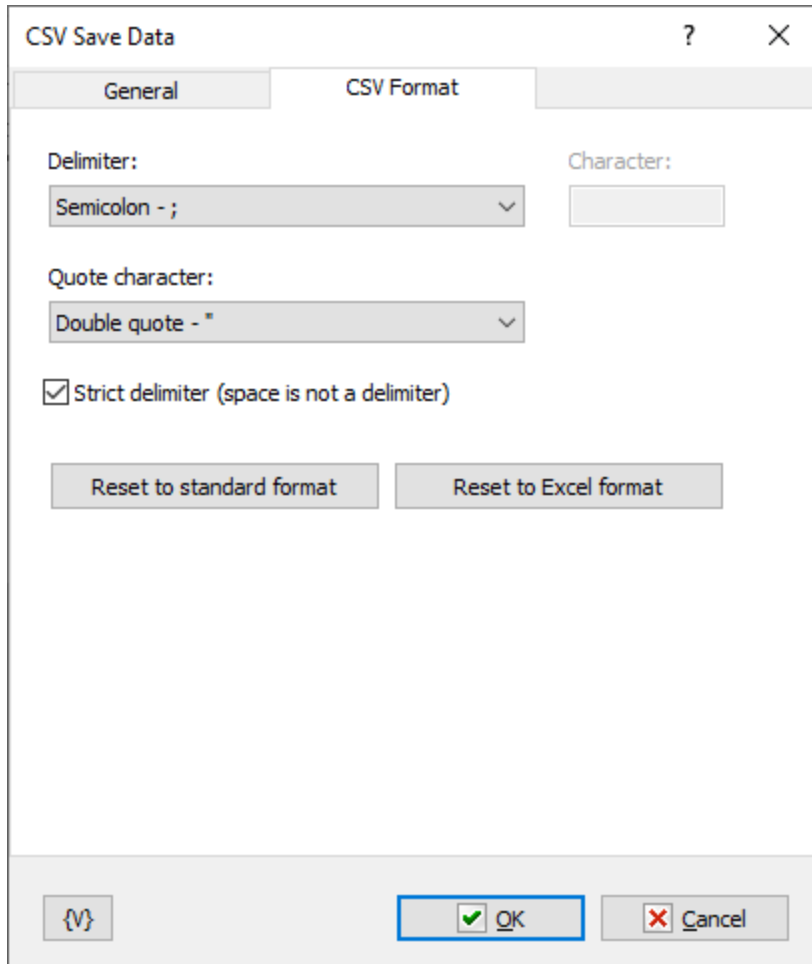 CSV Save Data
?
General
CSV Format
Delimiter:
Character:
Semicolon - ;
Quote character:
Double quote - "
Strict delimiter (space is not a delimiter)
Reset to standard format
Reset to Excel format
{V}
OK
Cancel